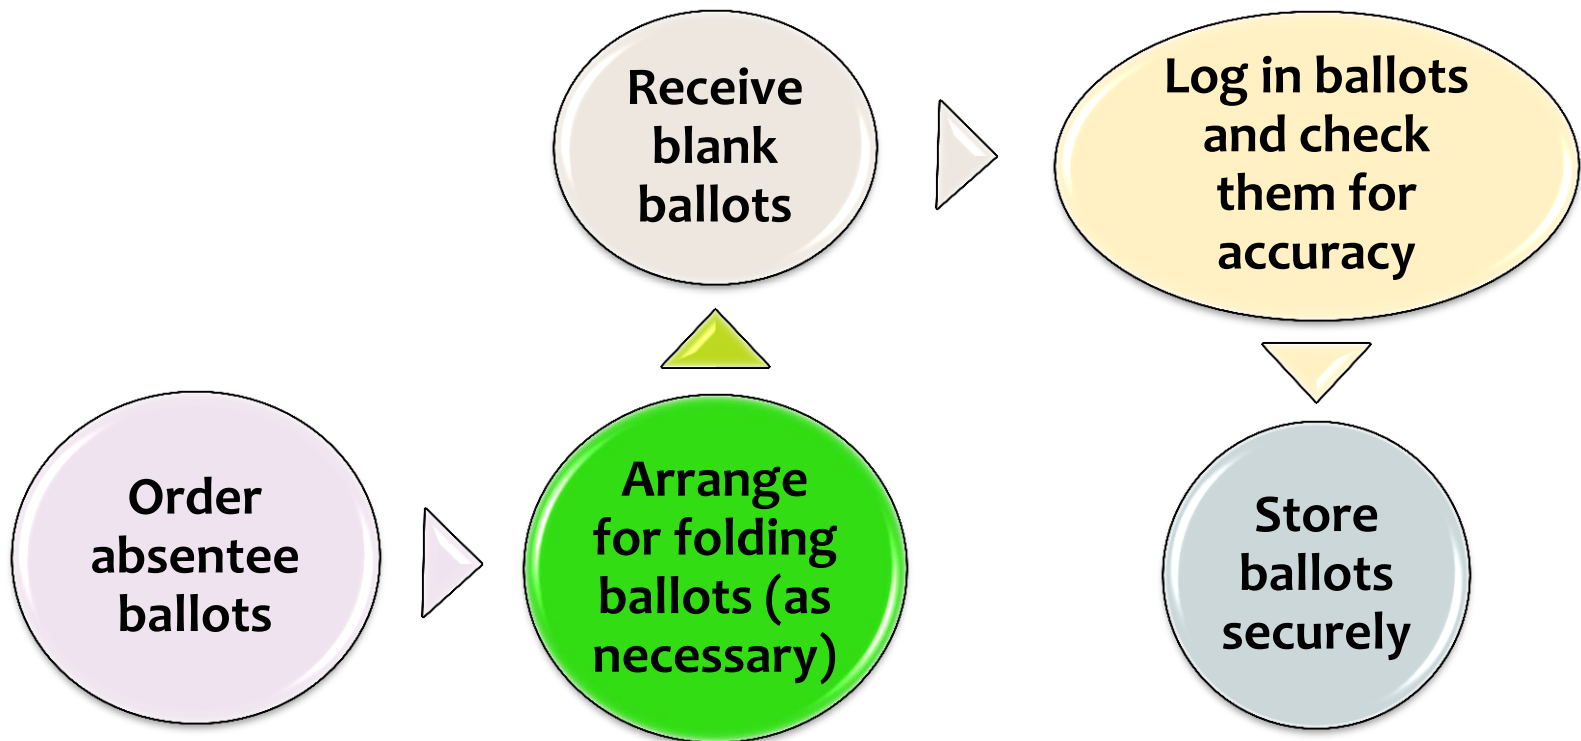 Order
absentee
ballots
Arrange
for folding
ballots (as
necessary)
Receive
blank
ballots
Log in ballots
and check
them for
accuracy
Store
ballots
securely